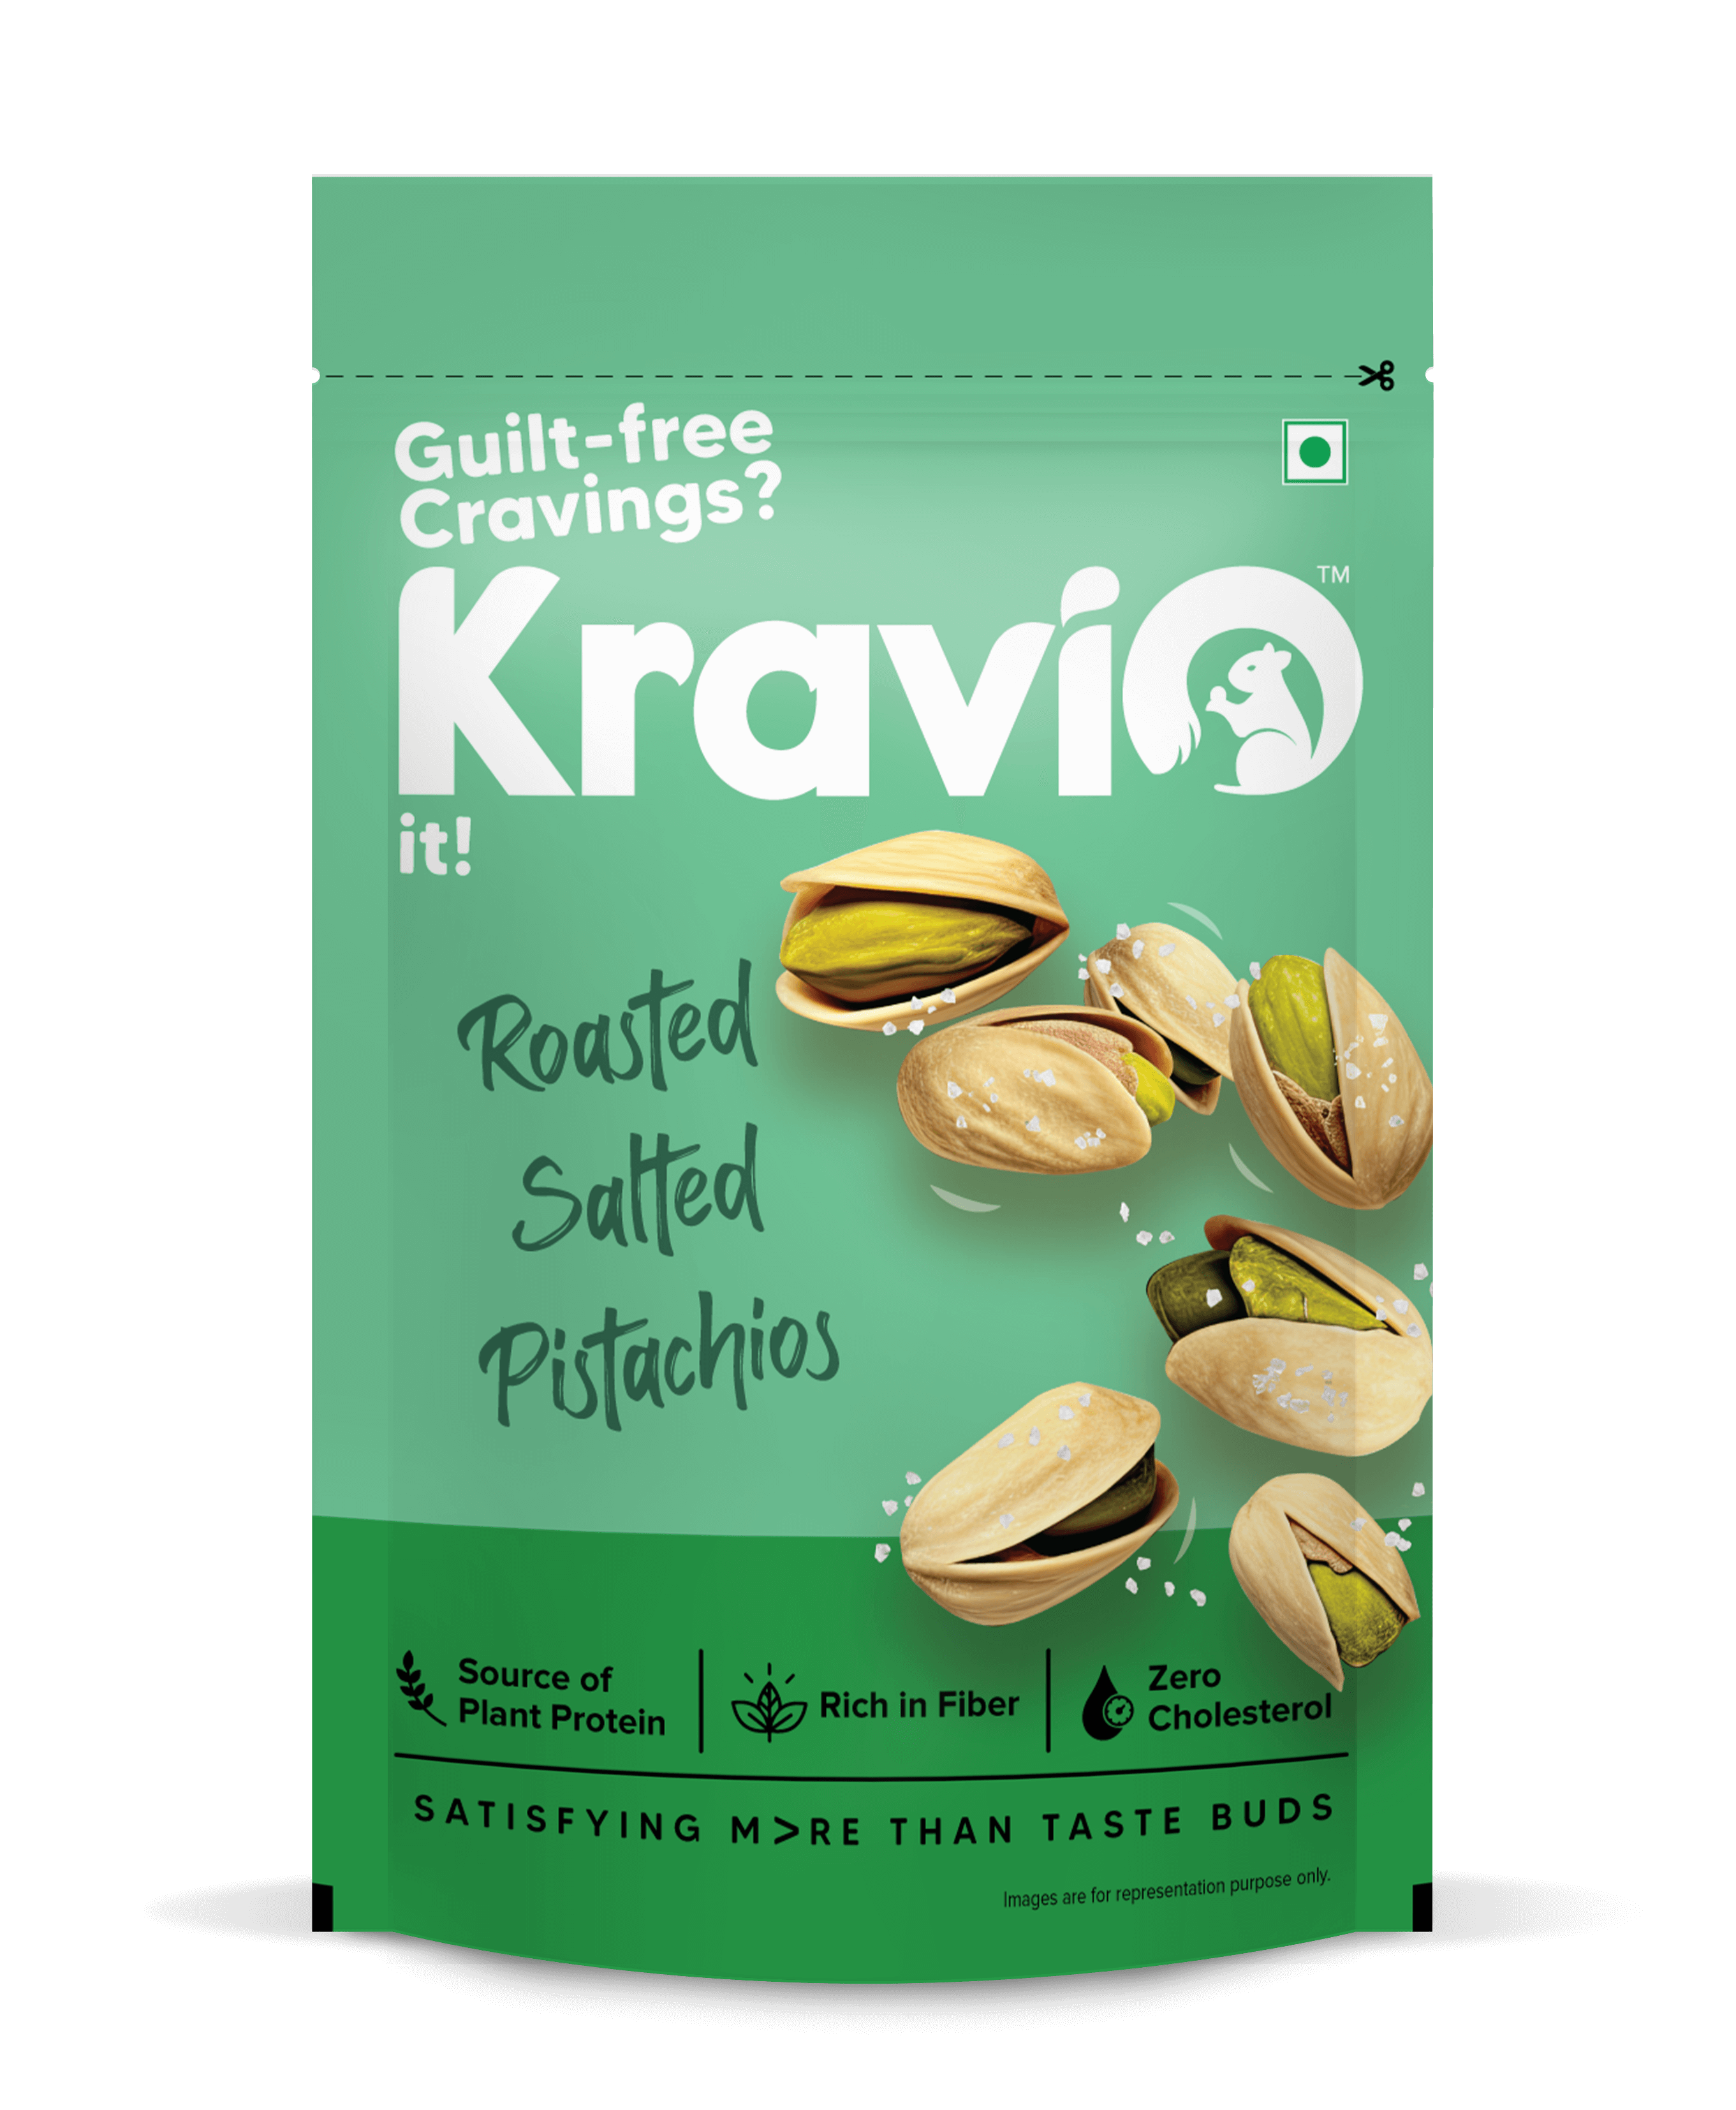 Guilt-free
Cravings?
Kravio™
it!
Roasted
Salted
Pistachios
Source of
Plant Protein
Rich in Fiber
Zero
Cholesterol
SATISFYING M>RE THAN TASTE BUDS
Images are for representation purpose only.